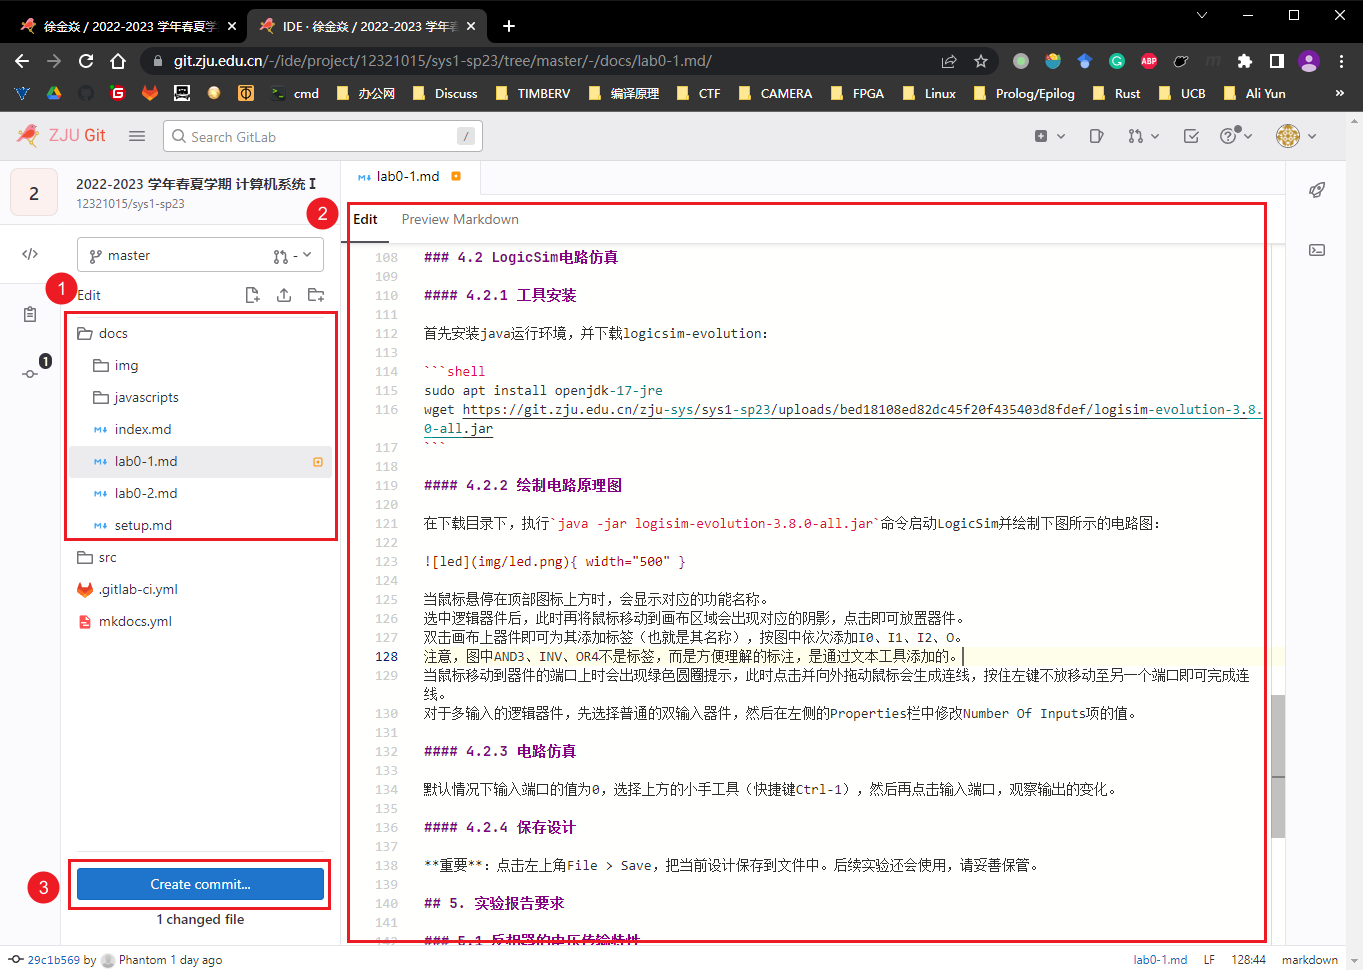 徐金焱 / 2022-2023 学年春夏学
IDE · 徐金焱 / 2022-2023 学年
git.zju.edu.cn/-/ide/project/12321015/sys1-sp23/tree/master/-/docs/lab0-1.md/
ABP
cmd
办公网
Discuss
TIMBERV
编译原理
CTF
CAMERA
FPGA
Linux
Prolog/Epilog
Rust
UCB
Ali Yun
»
ZJU Git
Search GitLab
/
2
2022-2023 学年春夏学期 计算机系统 I
12321015/sys1-sp23
lab0-1.md
2
Edit
Preview Markdown
master
-
1
Edit
1
docs
img
javascripts
index.md
lab0-1.md
lab0-2.md
setup.md
src
.gitlab-ci.yml
mkdocs.yml
3
Create commit...
1 changed file
108 ### 4.2 LogicSim电路仿真
109
110 #### 4.2.1 工具安装
111
112 首先安装java运行环境，并下载logicsim-evolution：
113
114 ```shell
115 sudo apt install openjdk-17-jre
116 wget https://git.zju.edu.cn/zju-sys/sys1-sp23/uploads/bed18108ed82dc45f20f435403d8fdef/logisim-evolution-3.8.
0-all.jar
117 ```
118
119 #### 4.2.2 绘制电路原理图
120
121 在下载目录下，执行`java -jar logisim-evolution-3.8.0-all.jar`命令启动LogicSim并绘制下图所示的电路图：
122
123 ![led](img/led.png){ width="500" }
124
125 当鼠标悬停在顶部图标上方时，会显示对应的功能名称。
126 选中逻辑器件后，此时再将鼠标移动到画布区域会出现对应的阴影，点击即可放置器件。
127 双击画布上器件即可为其添加标签（也就是其名称），按图中依次添加I0、I1、I2、O。
128 注意，图中AND3、INV、OR4不是标签，而是方便理解的标注，是通过文本工具添加的。
129 当鼠标移动到器件的端口上时会出现绿色圆圈提示，此时点击并向外拖动鼠标会生成连线，按住左键不放移动至另一个端口即可完成连
线。
130 对于多输入的逻辑器件，先选择普通的双输入器件，然后在左侧的Properties栏中修改Number Of Inputs项的值。
131
132 #### 4.2.3 电路仿真
133
134 默认情况下输入端口的值为0，选择上方的小手工具（快捷键Ctrl-1），然后再点击输入端口，观察输出的变化。
135
136 #### 4.2.4 保存设计
137
138 **重要**：点击左上角File > Save，把当前设计保存到文件中。后续实验还会使用，请妥善保管。
139
140 ## 5. 实验报告要求
141
142 ### 5.1 反相器的电压传输特性
29c1b569 by Phantom 1 day ago
lab0-1.md LF 128:44 markdown